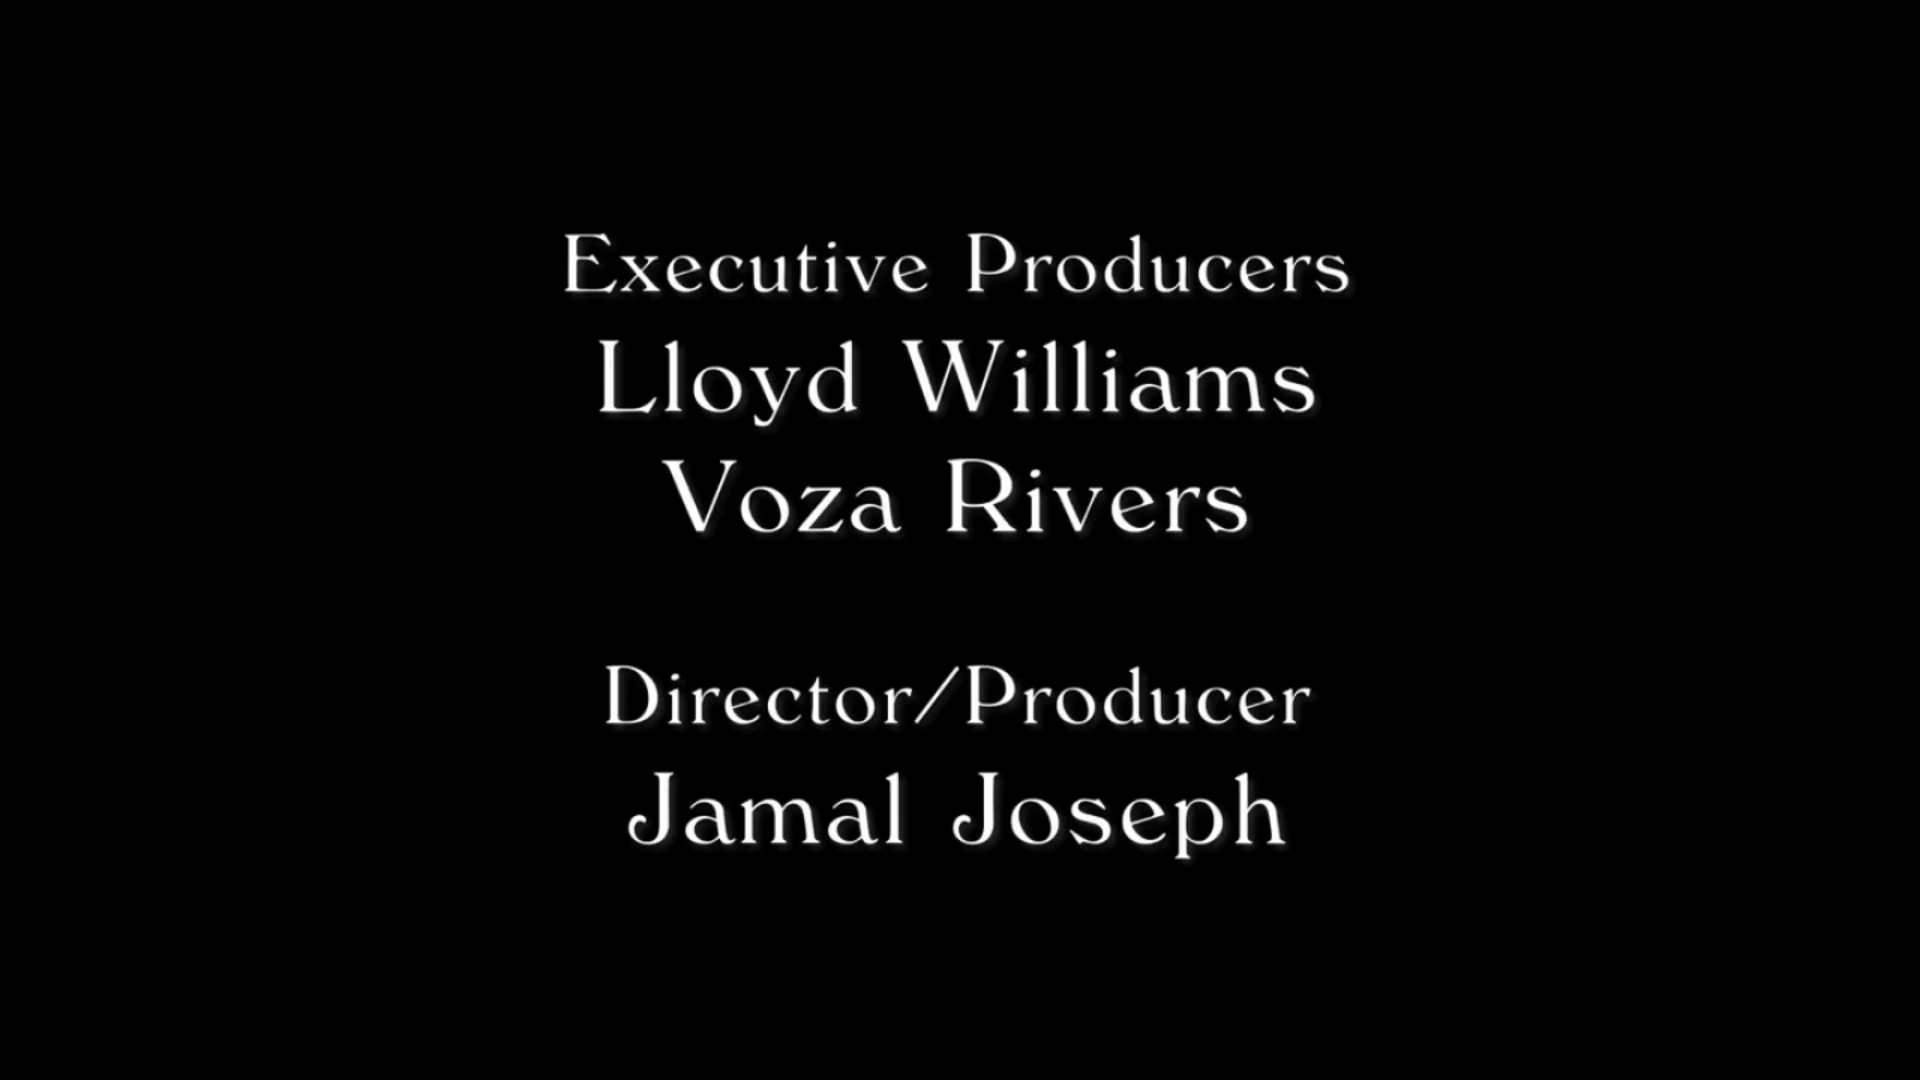 Executive Producers
Lloyd Williams
Voza Rivers
Director/Producer
Jamal Joseph